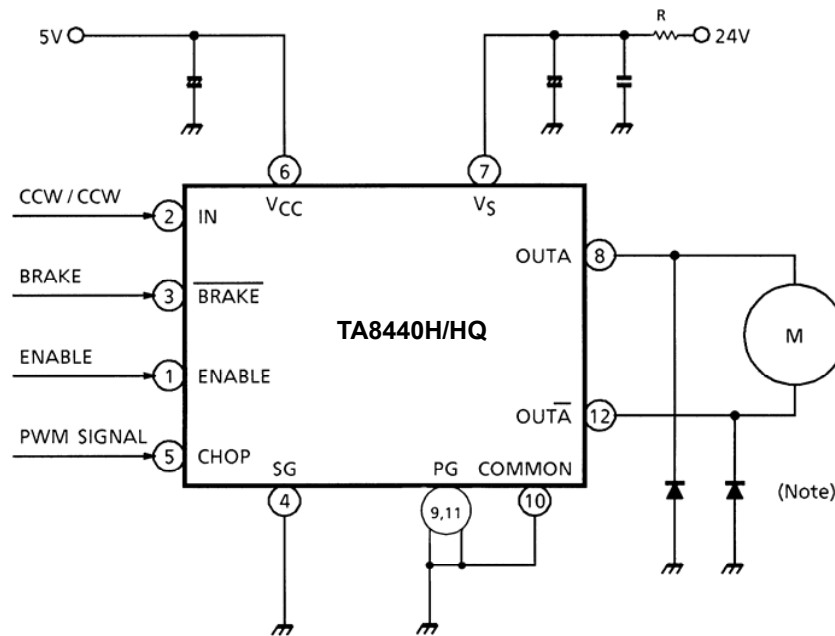 5V
R
24V
6
7
VCC
VS
CCW / CCW
2
IN
OUTA
8
BRAKE
3
BRAKE
TA8440H/HQ
M
ENABLE
1
ENABLE
OUTA
12
PWM SIGNAL
5
CHOP
SG
PG
COMMON
4
9,11
10
(Note)